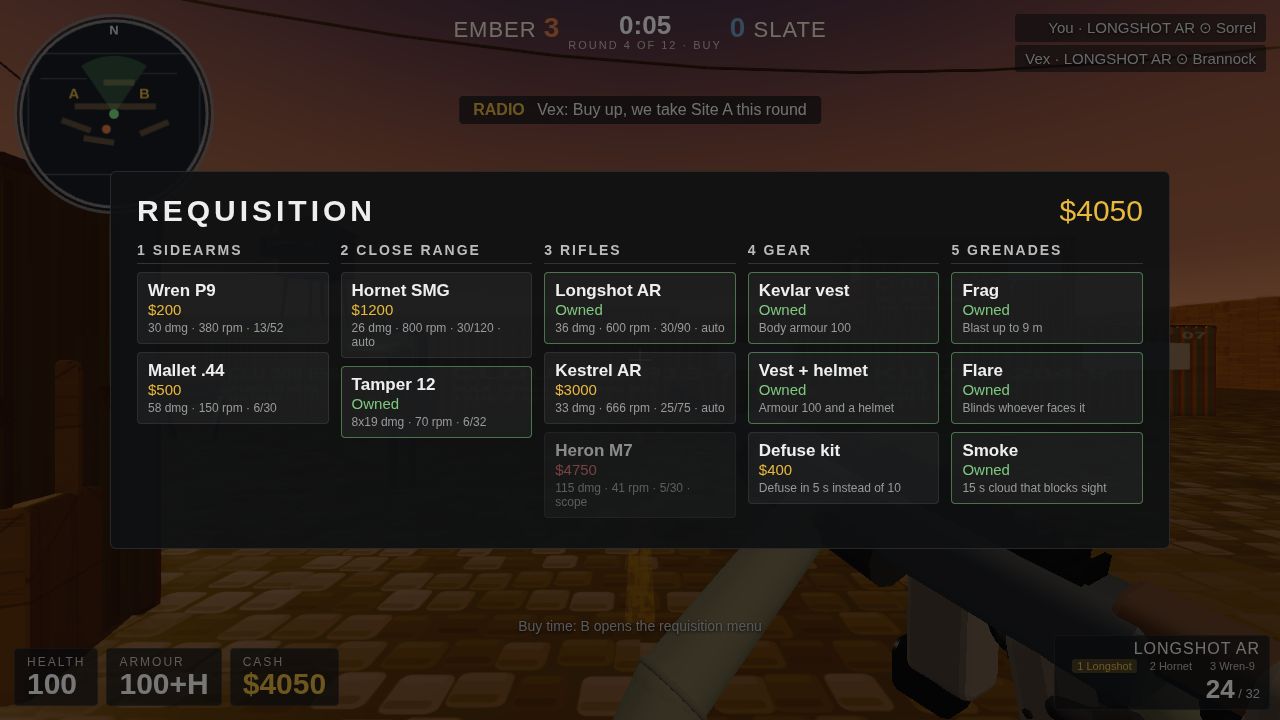 N
A
B
EMBER 3 0:05 0 SLATE
ROUND 4 OF 12 · BUY
You · LONGSHOT AR ⊙ Sorrel
Vex · LONGSHOT AR ⊙ Brannock
RADIO Vex: Buy up, we take Site A this round
REQUISITION
$4050
1 SIDEARMS
Wren P9
$200
30 dmg · 380 rpm · 13/52
Mallet .44
$500
58 dmg · 150 rpm · 6/30
2 CLOSE RANGE
Hornet SMG
$1200
26 dmg · 800 rpm · 30/120 ·
auto
Tamper 12
Owned
8x19 dmg · 70 rpm · 6/32
3 RIFLES
Longshot AR
Owned
36 dmg · 600 rpm · 30/90 · auto
Kestrel AR
$3000
33 dmg · 666 rpm · 25/75 · auto
Heron M7
$4750
115 dmg · 41 rpm · 5/30 ·
scope
4 GEAR
Kevlar vest
Owned
Body armour 100
Vest + helmet
Owned
Armour 100 and a helmet
Defuse kit
$400
Defuse in 5 s instead of 10
5 GRENADES
Frag
Owned
Blast up to 9 m
Flare
Owned
Blinds whoever faces it
Smoke
Owned
15 s cloud that blocks sight
07
Buy time: B opens the requisition menu
HEALTH
100
ARMOUR
100+H
CASH
$4050
LONGSHOT AR
1 Longshot 2 Hornet 3 Wren-9
24 / 32